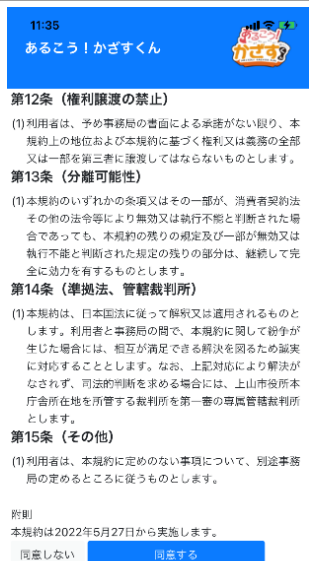 11:35
あるこう！かざすくん
あるこう！
かざすくん
第12条（権利譲渡の禁止）
(1)利用者は、予め事務局の書面による承諾がない限り、本
規約上の地位および本規約に基づく権利又は義務の全部
又は一部を第三者に譲渡してはならないものとします。
第13条（分離可能性）
(1)本規約のいずれかの条項又はその一部が、消費者契約法
その他の法令等により無効又は執行不能と判断された場
合であっても、本規約の残りの規定及び一部が無効又は
執行不能と判断された規定の残りの部分は、継続して完
全に効力を有するものとします。
第14条（準拠法、管轄裁判所）
(1)本規約は、日本国法に従って解釈又は適用されるものと
します。利用者と事務局の間で、本規約に関して紛争が
生じた場合には、相互が満足できる解決を図るため誠実
に対応することとします。なお、上記対応により解決が
なされず、司法的判断を求める場合には、上山市役所本
庁舎所在地を所管する裁判所を第一審の専属管轄裁判所
とします。
第15条（その他）
(1)利用者は、本規約に定めのない事項について、別途事務
局の定めるところに従うものとします。
附則
本規約は2022年5月27日から実施します。
同意しない
同意する